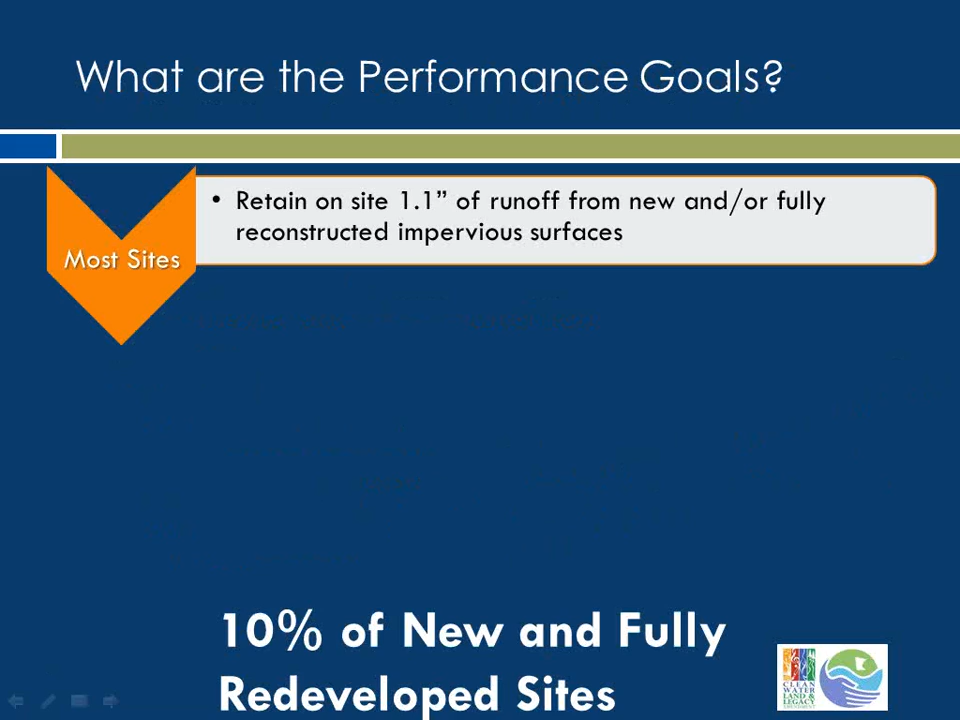 What are the Performance Goals?
• Retain on site 1.1” of runoff from new and/or fully
reconstructed impervious surfaces
Most Sites
10% of New and Fully
Redeveloped Sites
CLEAN
WATER
LAND &
LEGACY